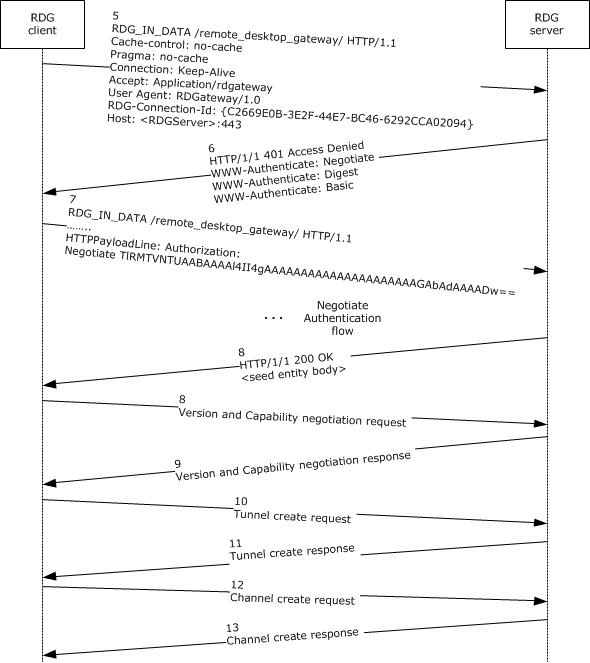 RDG
client
RDG
server
5
RDG_IN_DATA /remote_desktop_gateway/ HTTP/1.1
Cache-control: no-cache
Pragma: no-cache
Connection: Keep-Alive
Accept: Application/rdgateway
User Agent: RDGateway/1.0
RDG-Connection-Id: {C2669E0B-3E2F-44E7-BC46-6292CCA02094}
Host: <RDGServer>:443
6
HTTP/1/1 401 Access Denied
WWW-Authenticate: Negotiate
WWW-Authenticate: Digest
WWW-Authenticate: Basic
7
RDG_IN_DATA /remote_desktop_gateway/ HTTP/1.1
........
HTTPPayloadLine: Authorization:
Negotiate TlRMTVNTUAABAAAAl4II4gAAAAAAAAAAAAAAAAAAAAAGAbAdAAAADw==
... Negotiate
Authentication
flow
8
HTTP/1/1 200 OK
<seed entity body>
8
Version and Capability negotiation request
9
Version and Capability negotiation response
10
Tunnel create request
11
Tunnel create response
12
Channel create request
13
Channel create response